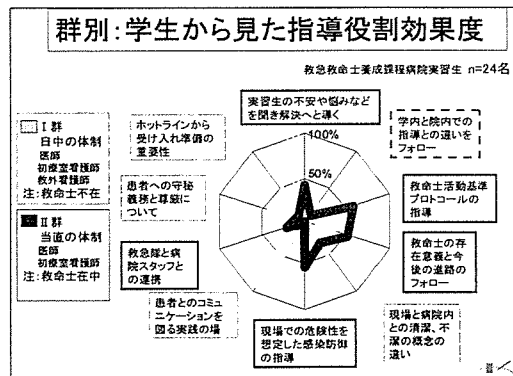 群別:学生から見た指導役割効果度
救急救命士養成課程病院実習生 n=24名
実習生の不安や悩みなど
を聞き解決へと導く
100%
50%
学内と院内での
指導との違いを
フォロー
救命士活動基準
プロトコールの
指導
救命士の存
在意義と今
後の進路の
フォロー
現場と病院内
との清潔、不
潔の概念の
違い
現場での危険性を
想定した感染防御
の指導
患者とのコミュ
ニケーションを
図る実践の場
救急隊と病
院スタッフと
の連携
患者への守秘
義務と尊厳に
ついて
ホットラインから
受け入れ準備の
重要性
Ⅰ群
日中の体制
医師
初療室看護師
救外看護師
注:救命士不在
Ⅱ群
当直の体制
医師
初療室看護師
注:救命士在中